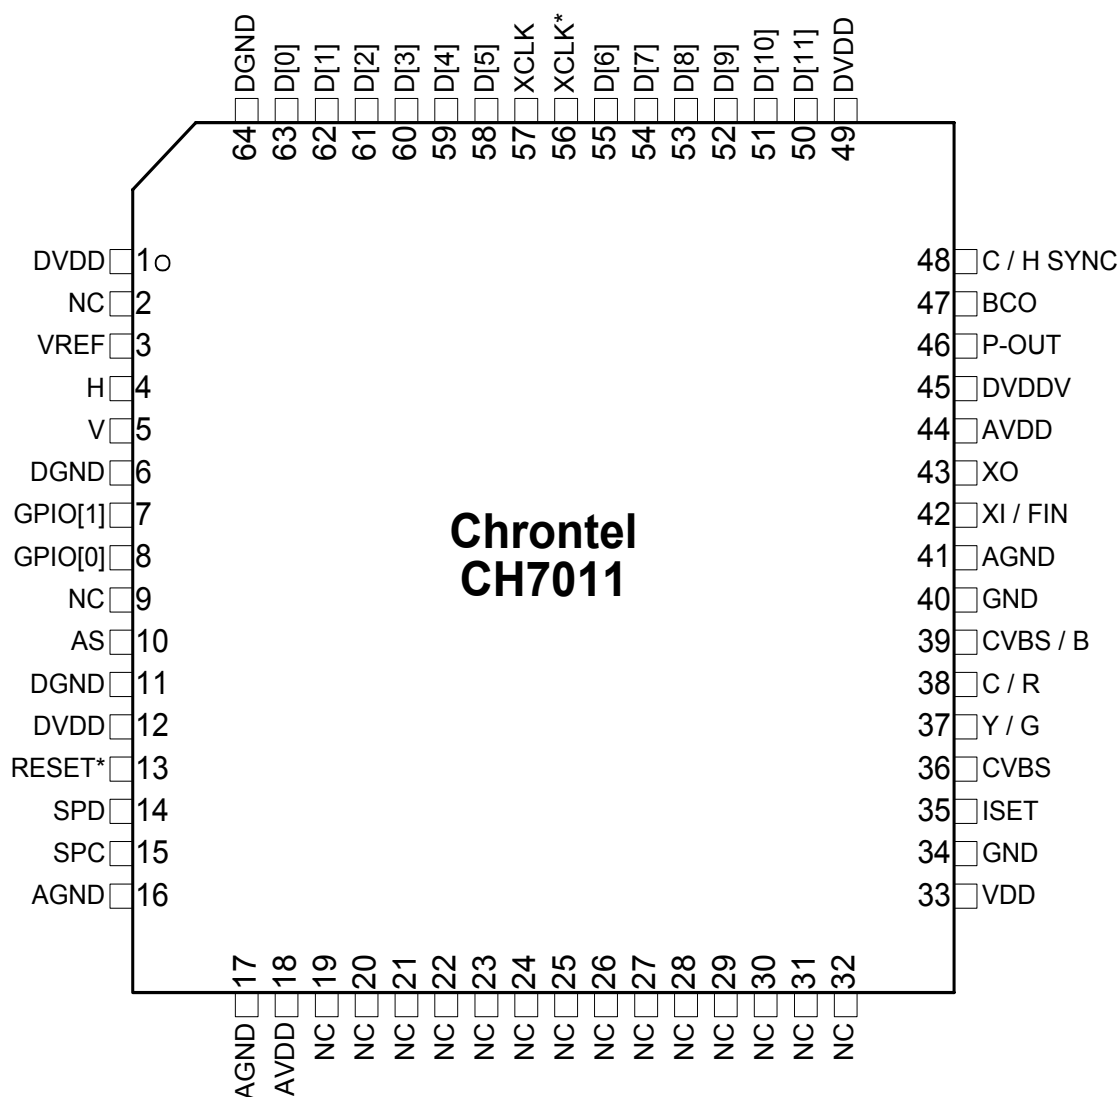 DGND D[0] D[1] D[2] D[3] D[4] D[5] XCLK XCLK* D[6] D[7] D[8] D[9] D[10] D[11] DVDD
64 63 62 61 60 59 58 57 56 55 54 53 52 51 50 49
DVDD 1 48 C / H SYNC
NC 2 47 BCO
VREF 3 46 P-OUT
H 4 45 DVDDV
V 5 44 AVDD
DGND 6 43 XO
GPIO[1] 7 42 XI / FIN
GPIO[0] 8 41 AGND
NC 9 40 GND
AS 10 39 CVBS / B
DGND 11 38 C / R
DVDD 12 37 Y / G
RESET* 13 36 CVBS
SPD 14 35 ISET
SPC 15 34 GND
AGND 16 33 VDD
Chrontel
CH7011
17 18 19 20 21 22 23 24 25 26 27 28 29 30 31 32
AGND AVDD NC NC NC NC NC NC NC NC NC NC NC NC NC NC